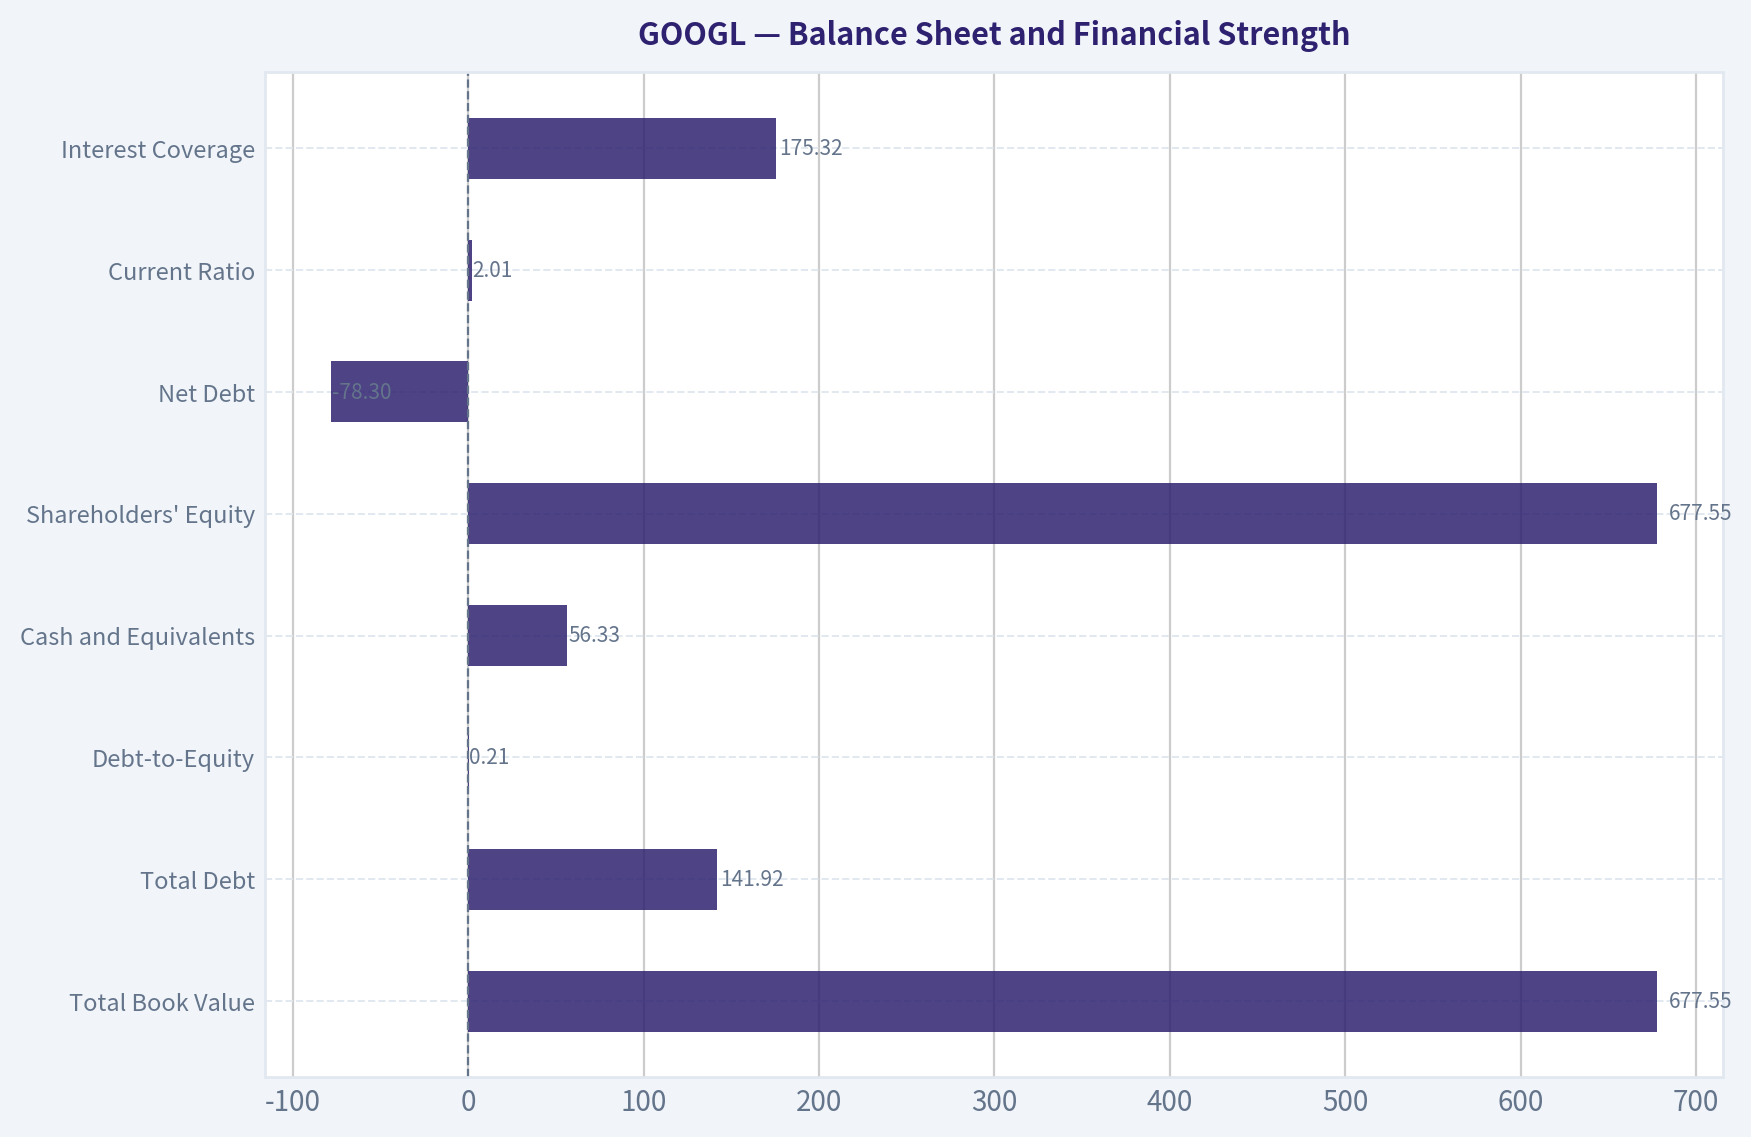 GOOGL — Balance Sheet and Financial Strength
Interest Coverage
175.32
Current Ratio
2.01
Net Debt
-78.30
Shareholders' Equity
677.55
Cash and Equivalents
56.33
Debt-to-Equity
0.21
Total Debt
141.92
Total Book Value
677.55
-100 0 100 200 300 400 500 600 700